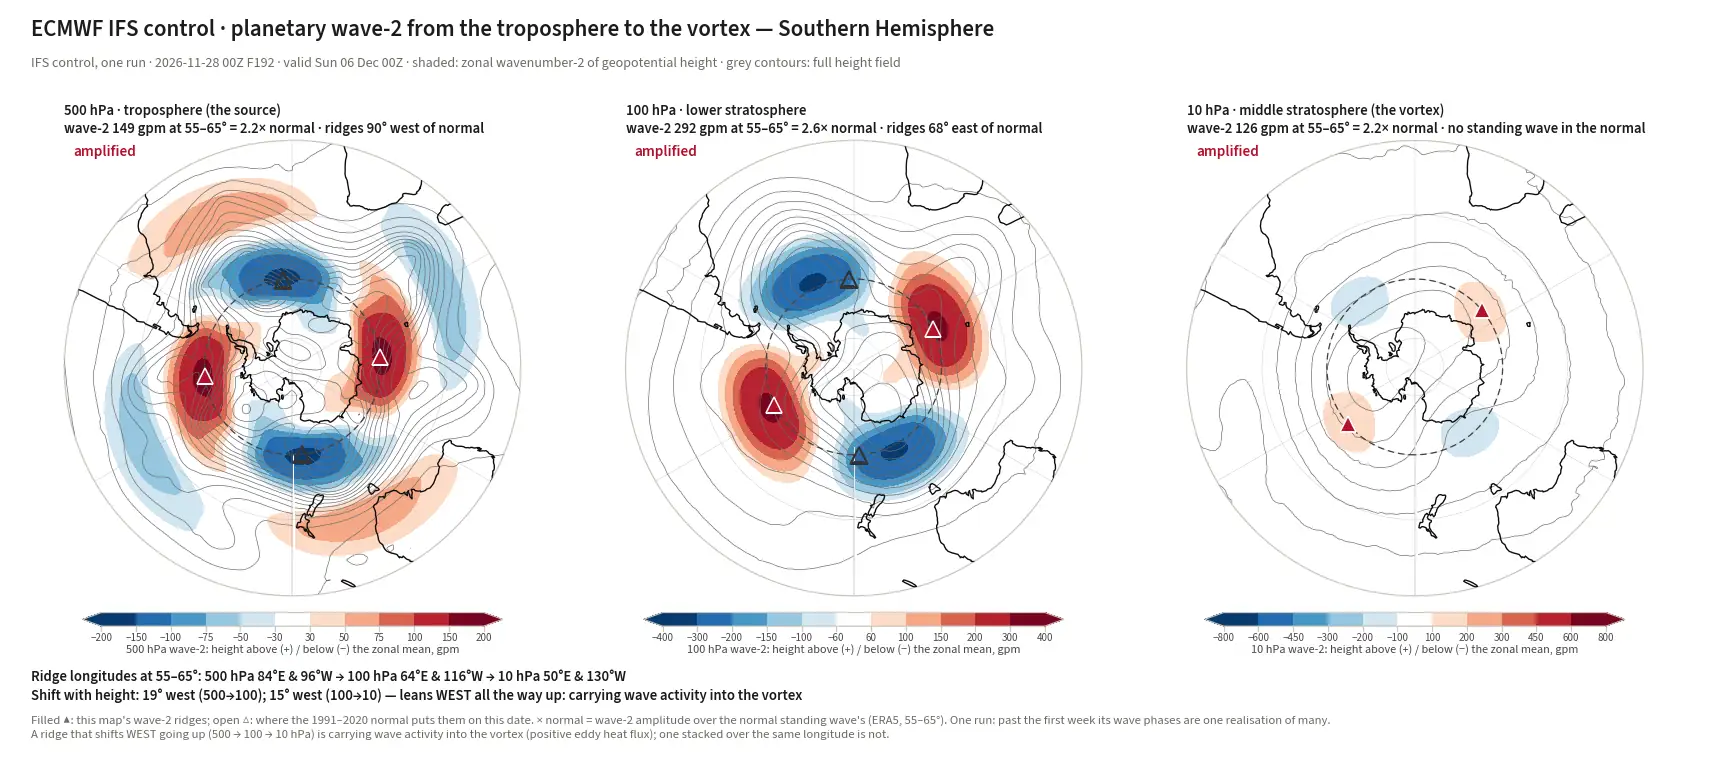 ECMWF IFS control · planetary wave-2 from the troposphere to the vortex — Southern Hemisphere
IFS control, one run · 2026-11-28 00Z F192 · valid Sun 06 Dec 00Z · shaded: zonal wavenumber-2 of geopotential height · grey contours: full height field
500 hPa · troposphere (the source)
wave-2 149 gpm at 55–65° = 2.2× normal · ridges 90° west of normal
amplified
100 hPa · lower stratosphere
wave-2 292 gpm at 55–65° = 2.6× normal · ridges 68° east of normal
amplified
10 hPa · middle stratosphere (the vortex)
wave-2 126 gpm at 55–65° = 2.2× normal · no standing wave in the normal
amplified
−200 −150 −100 −75 −50 −30 30 50 75 100 150 200
500 hPa wave-2: height above (+) / below (−) the zonal mean, gpm
−400 −300 −200 −150 −100 −60 60 100 150 200 300 400
100 hPa wave-2: height above (+) / below (−) the zonal mean, gpm
−800 −600 −450 −300 −200 −100 100 200 300 450 600 800
10 hPa wave-2: height above (+) / below (−) the zonal mean, gpm
Ridge longitudes at 55–65°: 500 hPa 84°E & 96°W → 100 hPa 64°E & 116°W → 10 hPa 50°E & 130°W
Shift with height: 19° west (500→100); 15° west (100→10) — leans WEST all the way up: carrying wave activity into the vortex
Filled ▲: this map's wave-2 ridges; open △: where the 1991–2020 normal puts them on this date. × normal = wave-2 amplitude over the normal standing wave's (ERA5, 55–65°). One run: past the first week its wave phases are one realisation of many.
A ridge that shifts WEST going up (500 → 100 → 10 hPa) is carrying wave activity into the vortex (positive eddy heat flux); one stacked over the same longitude is not.